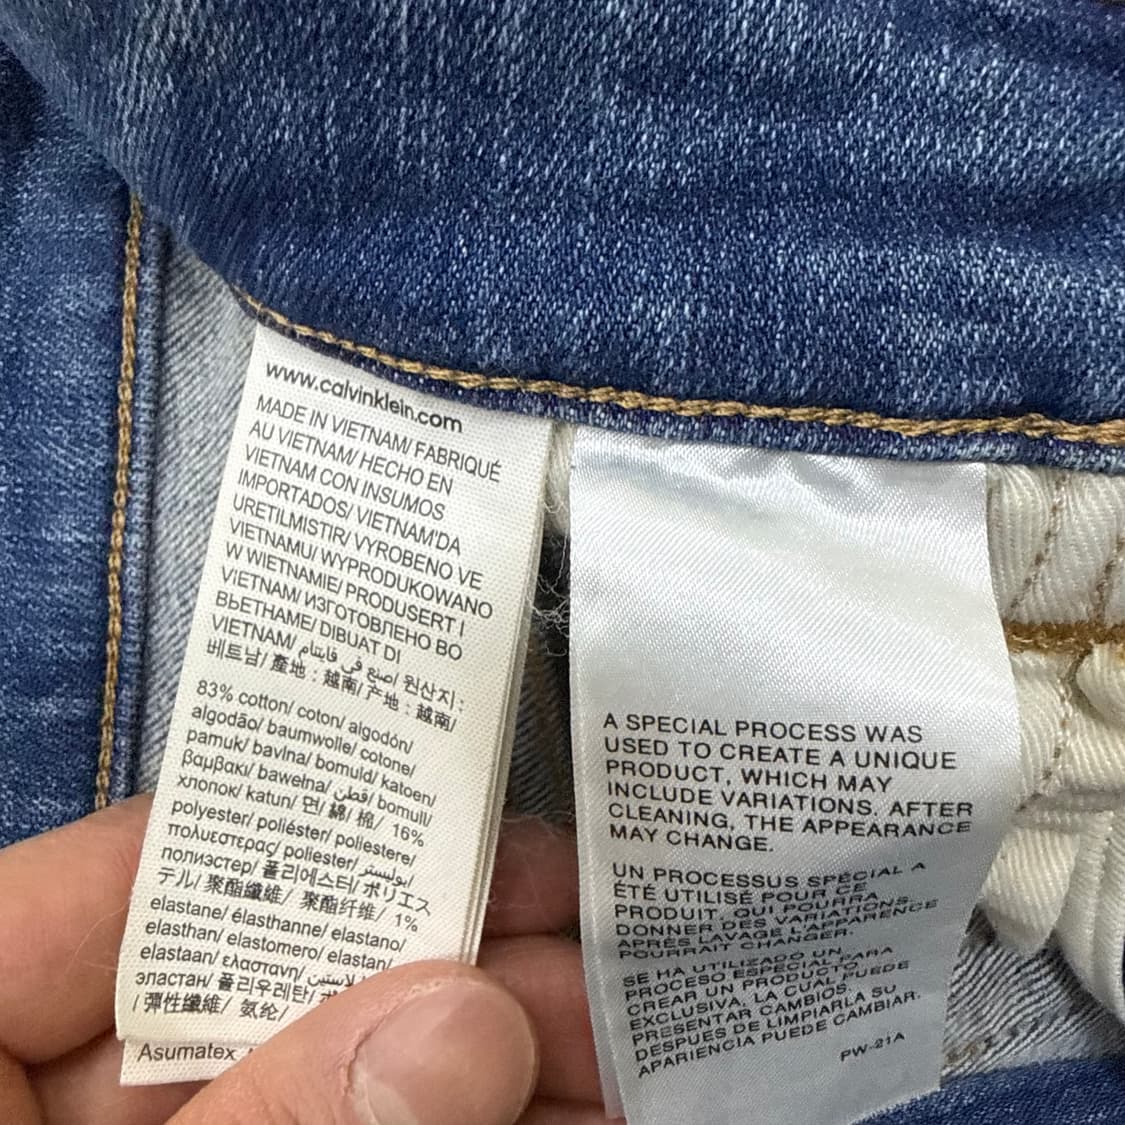 www.calvinklein.com
MADE IN VIETNAM/ FABRIQUÉ
AU VIETNAM/ HECHO EN
VIETNAM CON INSUMOS
IMPORTADOS/ VIETNAM'DA
URETILMISTIR/ VYROBENO VE
VIETNAMU/ WYPRODUKOWANO
W WIETNAMIE/ PRODUSERT I
VIETNAM/ ИЗГОТОВЛЕНО ВО
ВЬЕТНАМЕ/ DIBUAT DI
VIETNAM/ صنع في فايتنام/ 원산지 :
베트남/ 產地 : 越南/ 产地 : 越南/
83% cotton/ coton/ algodón/
algodão/ baumwolle/ cotone/
pamuk/ bavlna/ bomuld/ katoen/
βαμβακι/ bawełna/ قطن/ bomull/
хлопок/ katun/ 면/ 綿/ 棉/ 16%
polyester/ poliéster/ poliestere/
πολυεστερας/ poliester/ بوليستر/
полиэстер/ 폴리에스터/ ポリエス
テル/ 聚酯纖維/ 聚酯纤维/ 1%
elastane/ élasthanne/ elastano/
elasthan/ elastomero/ elastan/
elastaan/ ελαστανη/ لاستين/
эластан/ 폴리우레탄/
/ 彈性纖維/ 氨纶/
Asumatex
A SPECIAL PROCESS WAS
USED TO CREATE A UNIQUE
PRODUCT, WHICH MAY
INCLUDE VARIATIONS. AFTER
CLEANING, THE APPEARANCE
MAY CHANGE.
UN PROCESSUS SPÉCIAL A
ÉTÉ UTILISÉ POUR CE
PRODUIT, QUI POURRA
DONNER DES VARIATIONS.
APRÈS LAVAGE L'APPARENCE
POURRAIT CHANGER.
SE HA UTILIZADO UN
PROCESO ESPECIAL PARA
CREAR UN PRODUCTO
EXCLUSIVA, LA CUAL PUEDE
PRESENTAR CAMBIOS.
DESPUES DE LIMPIARLA SU
APARIENCIA PUEDE CAMBIAR.
PW-21A